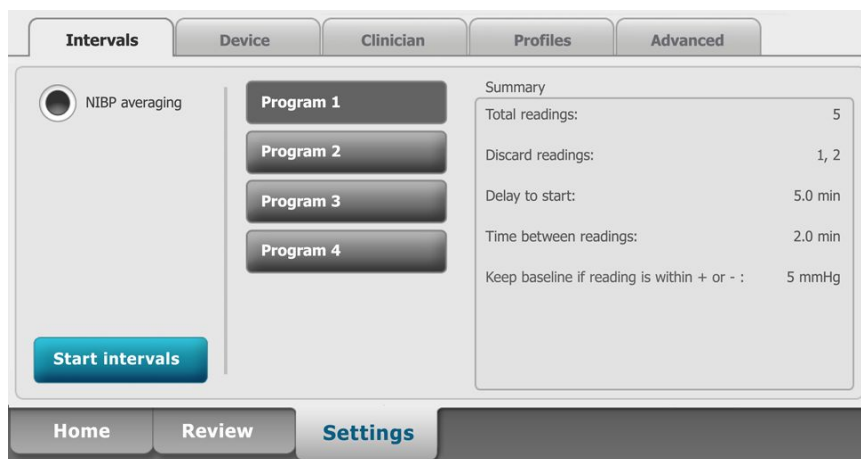 Intervals Device Clinician Profiles Advanced
NIBP averaging
Program 1
Program 2
Program 3
Program 4
Summary
Total readings: 5
Discard readings: 1, 2
Delay to start: 5.0 min
Time between readings: 2.0 min
Keep baseline if reading is within + or - : 5 mmHg
Start intervals
Home Review Settings